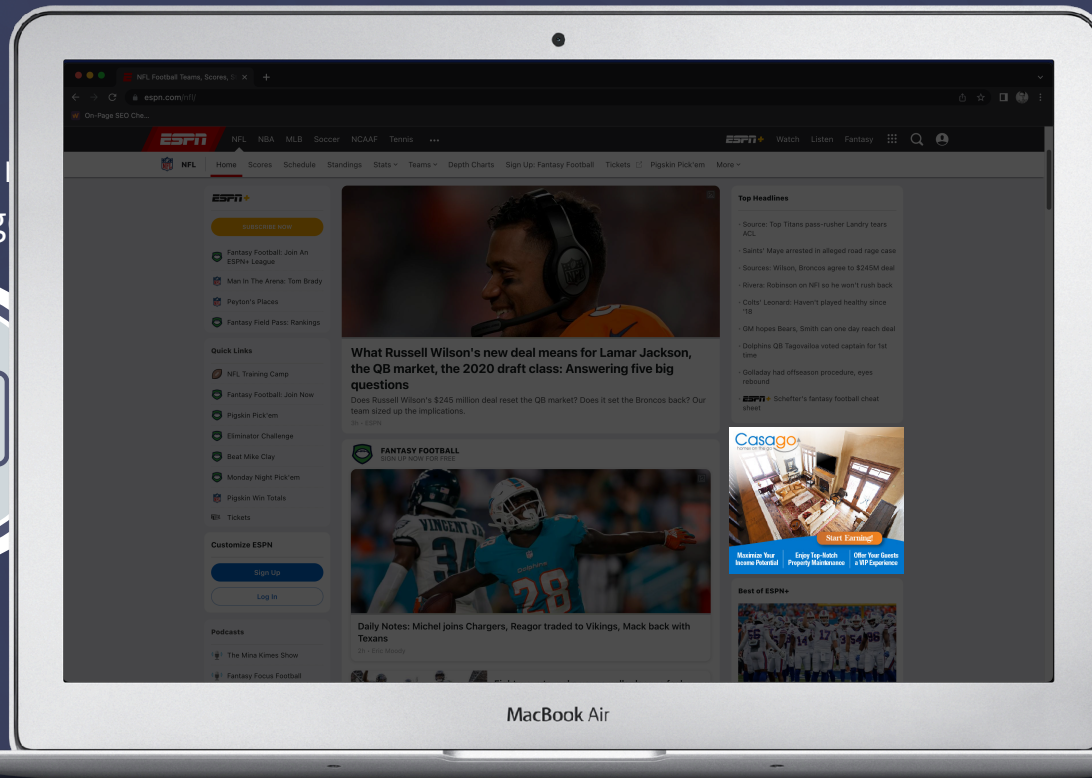 NFL Football Teams, Scores, S
espn.com/nfl/
On-Page SEO Che...
ESPN
NFL NBA MLB Soccer NCAAF Tennis ...
ESPN+ Watch Listen Fantasy
NFL Home Scores Schedule Standings Stats Teams Depth Charts Sign Up: Fantasy Football Tickets Pigskin Pick'em More
ESPN+
SUBSCRIBE NOW
Fantasy Football: Join An
ESPN+ League
Men In The Arena: Tom Brady
Peyton's Places
Fantasy Field Pass: Rankings
Quick Links
NFL Training Camp
Fantasy Football: Join Now
Pigskin Pick'em
Eliminator Challenge
Beat Mike Clay
Monday Night Pick'em
Pigskin Win Totals
Tickets
Customize ESPN
Sign Up
Log In
Podcasts
The Mina Kimes Show
Fantasy Focus Football
What Russell Wilson's new deal means for Lamar Jackson,
the QB market, the 2020 draft class: Answering five big
questions
Does Russell Wilson's $245 million deal reset the QB market? Does it set the Broncos back? Our
team sized up the implications.
3h - ESPN
FANTASY FOOTBALL
SIGN UP NOW FOR FREE
VINCENT JR
DOLPHINS
28
Daily Notes: Michel joins Chargers, Reagor traded to Vikings, Mack back with
Texans
2h - Eric Moody
Top Headlines
· Source: Top Titans pass-rusher Landry tears
ACL
· Saints' Maye arrested in alleged road rage case
· Sources: Wilson, Broncos agree to $245M deal
· Rivera: Robinson on NFI so he won't rush back
· Colts' Leonard: Haven't played healthy since
'18
· GM hopes Bears, Smith can one day reach deal
· Dolphins QB Tagovailoa voted captain for 1st
time
· Golladay had offseason procedure, eyes
rebound
· ESPN+ Schefter's fantasy football cheat
sheet
Casago
homes on the go
Start Earning!
Maximize Your
Income Potential
Enjoy Top-Notch
Property Maintenance
Offer Your Guests
a VIP Experience
Best of ESPN+
MacBook Air